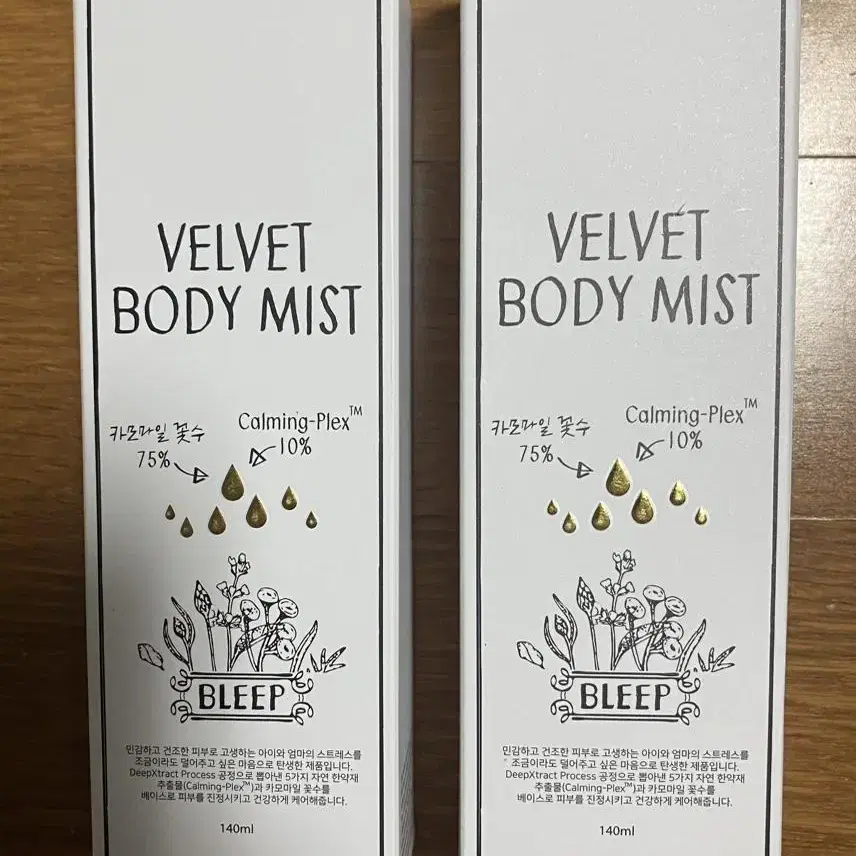 VELVET
BODY MIST
카모마일 꽃수
75%
Calming-Plex™
10%
BLEEP
민감하고 건조한 피부로 고생하는 아이와 엄마의 스트레스를
조금이라도 덜어주고 싶은 마음으로 탄생한 제품입니다.
DeepXtract Process 공정으로 뽑아낸 5가지 자연 한약재
추출물(Calming-Plex™)과 카모마일 꽃수를
베이스로 피부를 진정시키고 건강하게 케어해줍니다.
140ml
VELVET
BODY MIST
카모마일 꽃수
75%
Calming-Plex™
10%
BLEEP
민감하고 건조한 피부로 고생하는 아이와 엄마의 스트레스를
조금이라도 덜어주고 싶은 마음으로 탄생한 제품입니다.
DeepXtract Process 공정으로 뽑아낸 5가지 자연 한약재
추출물(Calming-Plex™)과 카모마일 꽃수를
베이스로 피부를 진정시키고 건강하게 케어해줍니다.
140ml